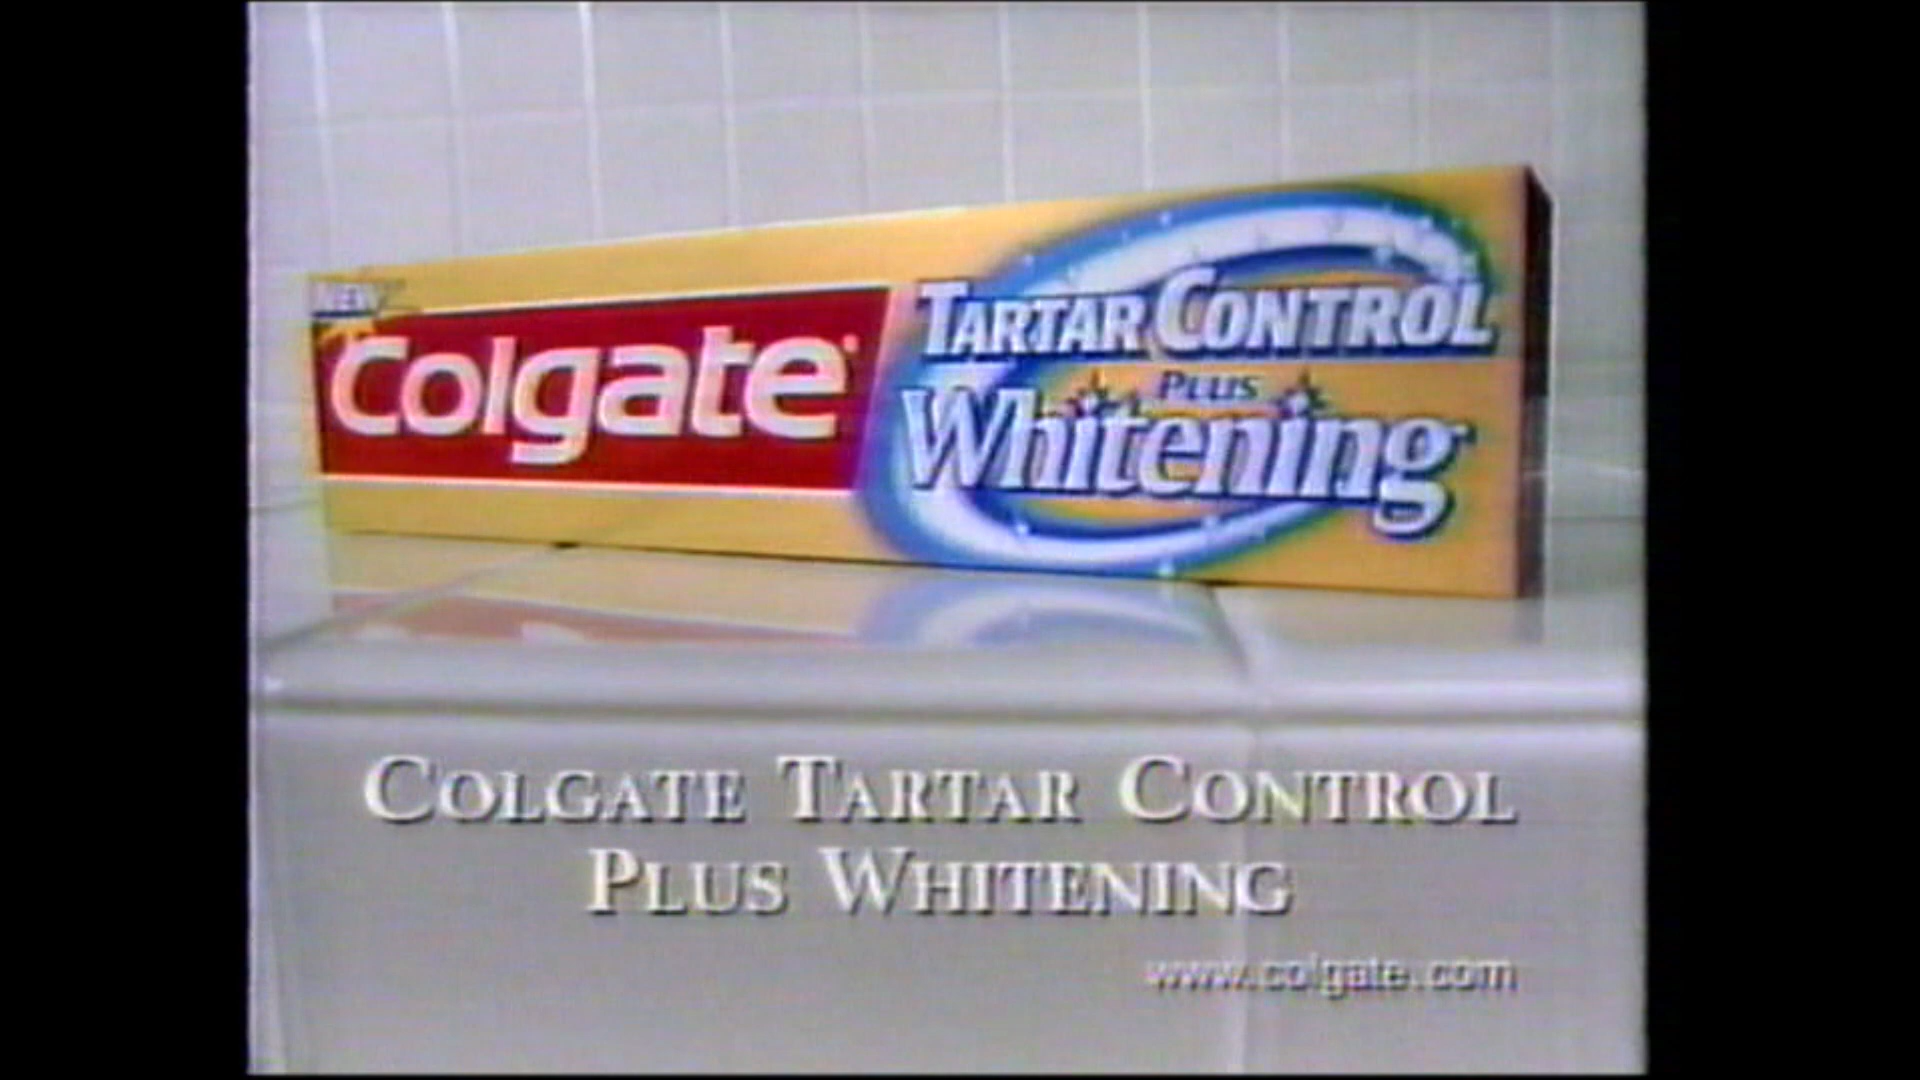 NEW
Colgate
TARTAR CONTROL
PLUS
Whitening
COLGATE TARTAR CONTROL
PLUS WHITENING
www.colgate.com